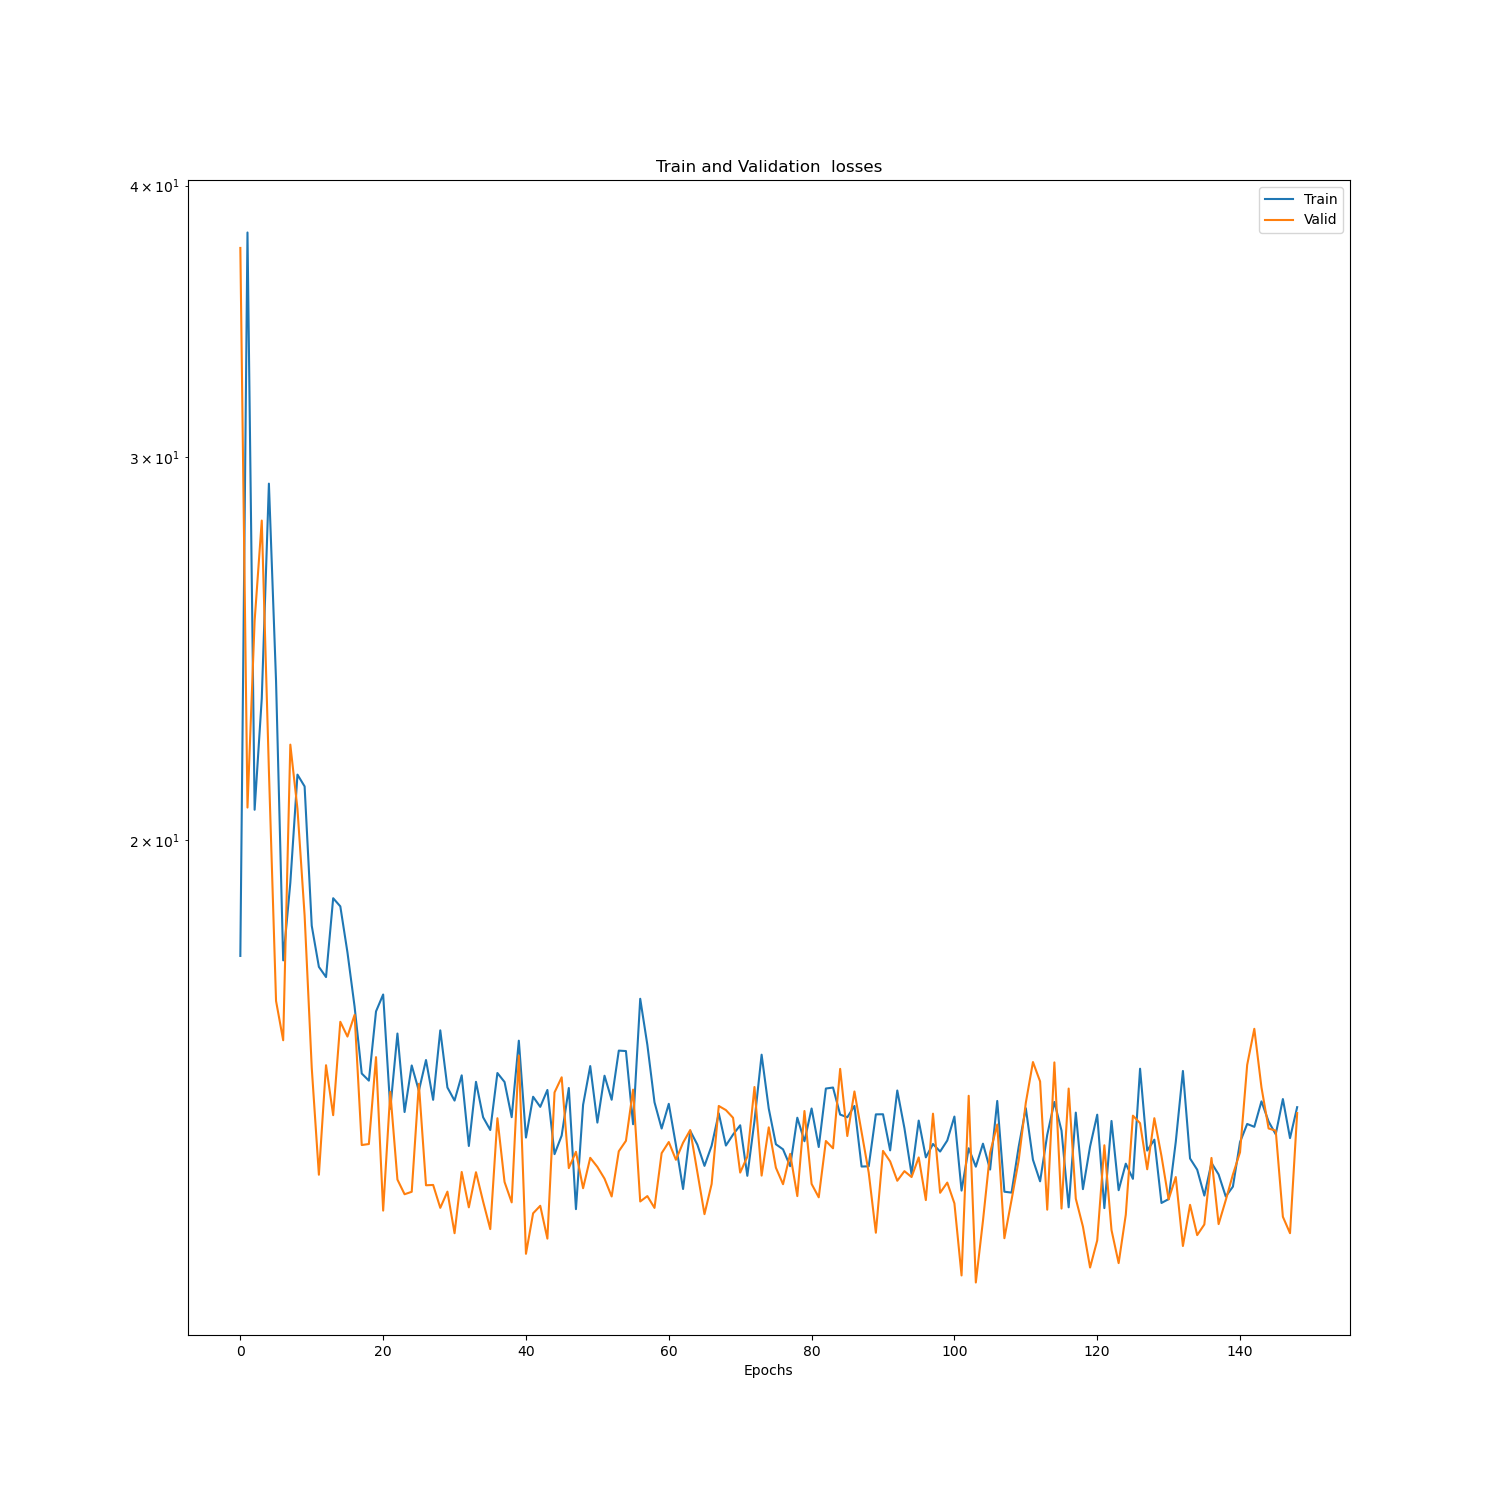 Train and Validation  losses
4 × 10¹
3 × 10¹
2 × 10¹
Train
Valid
0 20 40 60 80 100 120 140
Epochs